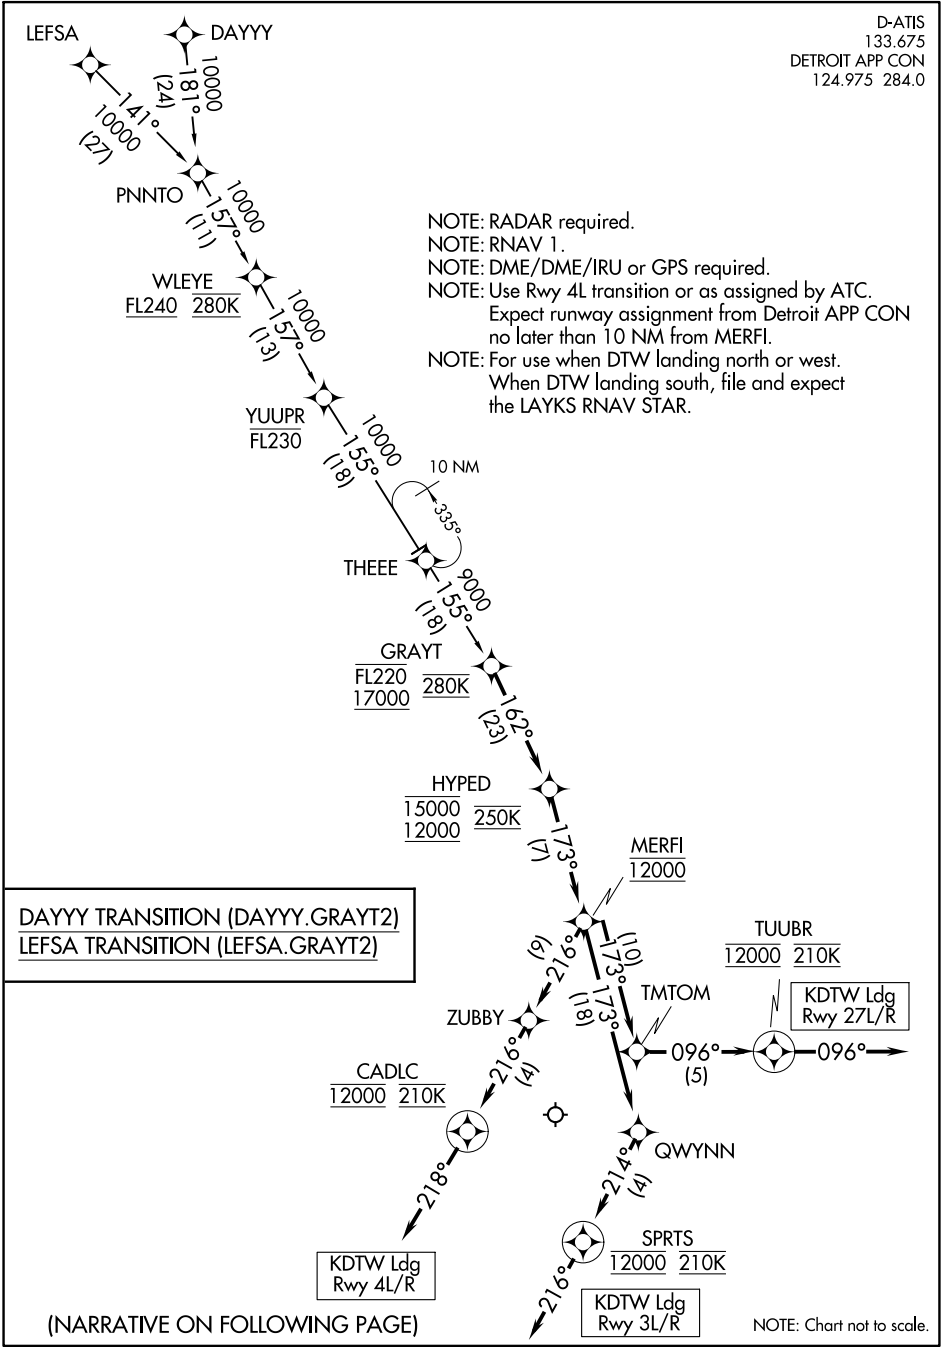 LEFSA
DAYYY
D-ATIS
133.675
DETROIT APP CON
124.975 284.0
10000
181°
(24)
141°
10000
(27)
PNNTO
10000
157°
(11)
WLEYE
FL240 280K
10000
157°
(13)
NOTE: RADAR required.
NOTE: RNAV 1.
NOTE: DME/DME/IRU or GPS required.
NOTE: Use Rwy 4L transition or as assigned by ATC.
Expect runway assignment from Detroit APP CON
no later than 10 NM from MERFI.
NOTE: For use when DTW landing north or west.
When DTW landing south, file and expect
the LAYKS RNAV STAR.
YUUPR
FL230
10000
155°
(18)
10 NM
335°
THEEE
9000
155°
(18)
GRAYT
FL220
17000
280K
162°
(23)
HYPED
15000
12000
250K
173°
(7)
MERFI
12000
DAYYY TRANSITION (DAYYY.GRAYT2)
LEFSA TRANSITION (LEFSA.GRAYT2)
(9)
216°
(10)
173°
173°
(18)
TUUBR
12000 210K
KDTW Ldg
Rwy 27L/R
TMTOM
ZUBBY
096°
(5)
096°
216°
(4)
CADLC
12000 210K
QWYNN
218°
214°
(4)
SPRTS
12000 210K
KDTW Ldg
Rwy 4L/R
216°
KDTW Ldg
Rwy 3L/R
(NARRATIVE ON FOLLOWING PAGE)
NOTE: Chart not to scale.